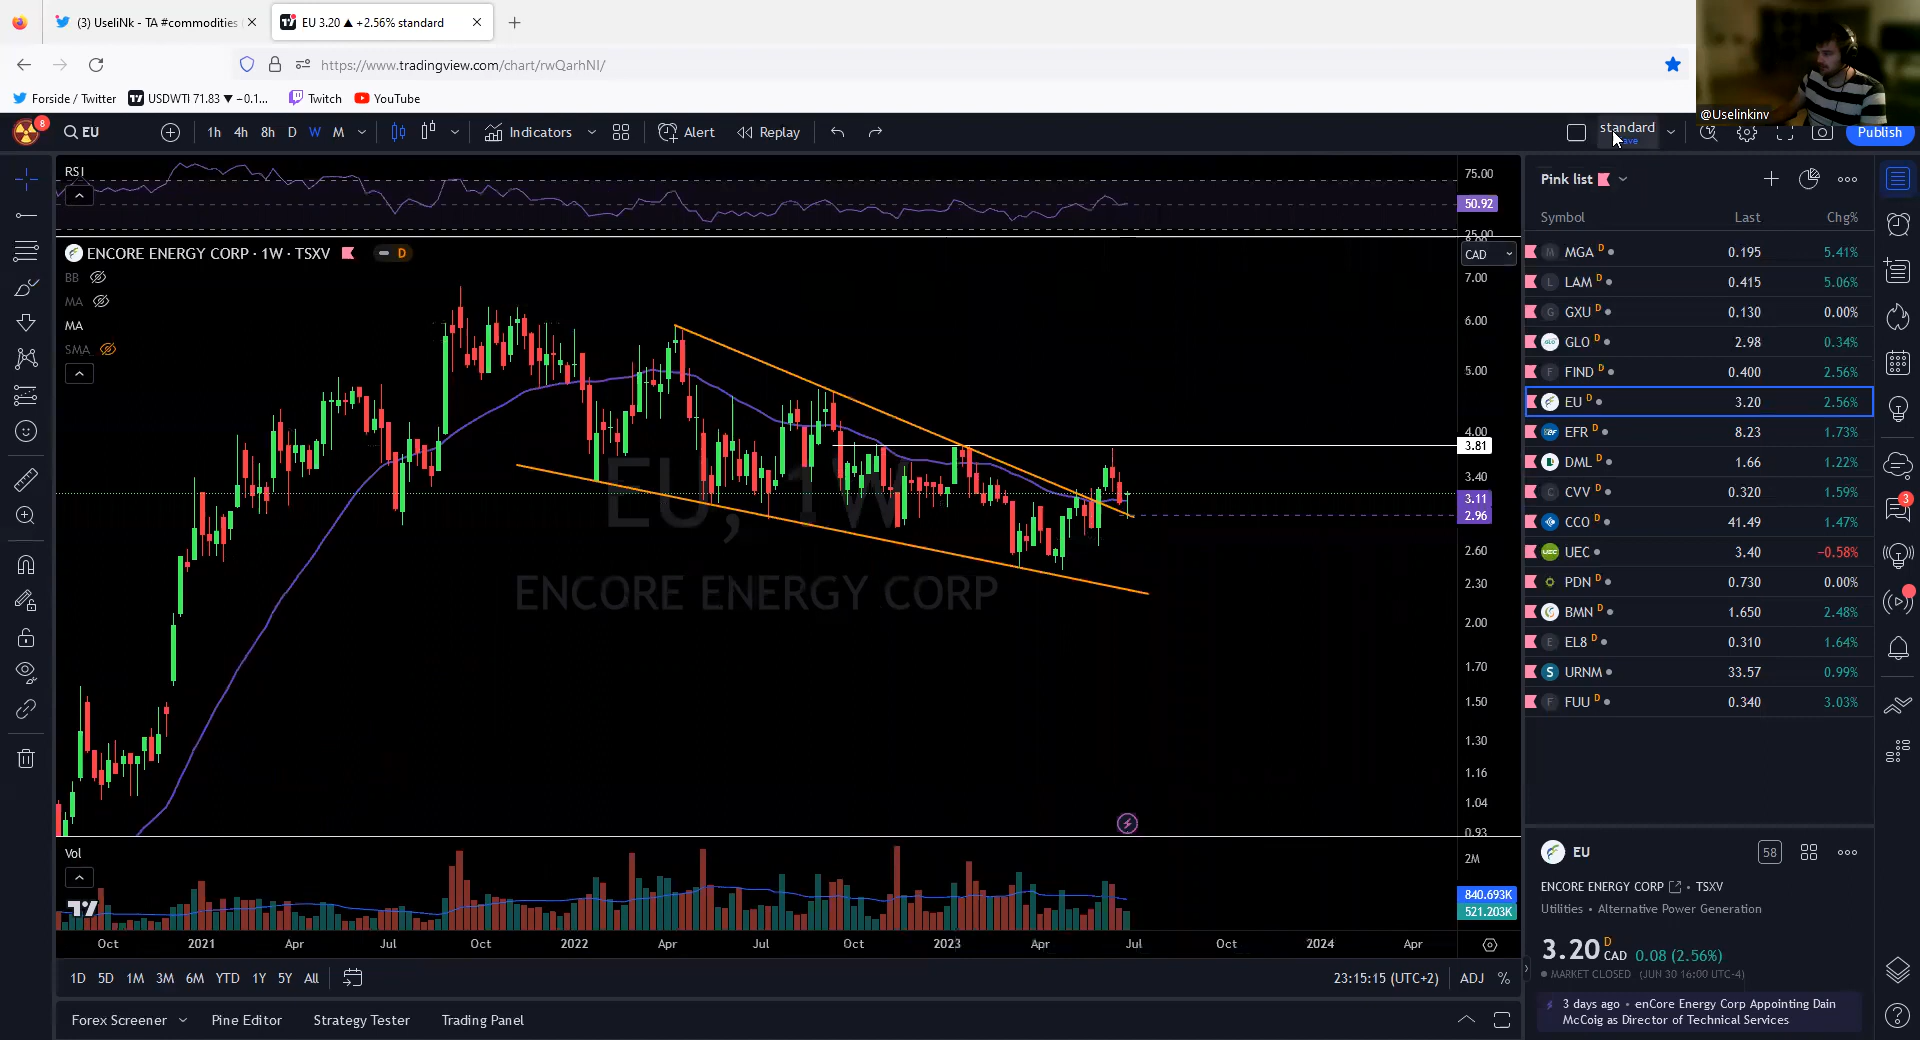 (3) UseliNk - TA #commodities
EU 3.20 ▲ +2.56% standard
https://www.tradingview.com/chart/rwQarhNI/
Forside / Twitter
USDWTI 71.83 ▼ −0.1...
Twitch
YouTube
@Uselinkinv
8
EU
1h 4h 8h D W M
Indicators
Alert
Replay
standard
Publish
RSI
75.00
50.92
25.00
ENCORE ENERGY CORP · 1W · TSXV
D
CAD
BB
MA
MA
SMA
7.00
6.00
5.00
4.00
3.81
3.40
3.11
2.96
2.60
2.30
2.00
1.70
1.50
1.30
1.16
1.04
0.93
EU, 1W
ENCORE ENERGY CORP
Vol
2M
840.693K
521.203K
Oct 2021 Apr Jul Oct 2022 Apr Jul Oct 2023 Apr Jul Oct 2024 Apr
1D 5D 1M 3M 6M YTD 1Y 5Y All
23:15:15 (UTC+2)
ADJ %
Forex Screener
Pine Editor
Strategy Tester
Trading Panel
Pink list
Symbol Last Chg%
MGA D 0.195 5.41%
LAM D 0.415 5.06%
GXU D 0.130 0.00%
GLO D 2.98 0.34%
FIND D 0.400 2.56%
EU D 3.20 2.56%
EFR D 8.23 1.73%
DML D 1.66 1.22%
CVV D 0.320 1.59%
CCO D 41.49 1.47%
UEC 3.40 −0.58%
PDN D 0.730 0.00%
BMN D 1.650 2.48%
EL8 D 0.310 1.64%
URNM 33.57 0.99%
FUU D 0.340 3.03%
3
EU
58
ENCORE ENERGY CORP • TSXV
Utilities • Alternative Power Generation
3.20 D CAD 0.08 (2.56%)
MARKET CLOSED (JUN 30 16:00 UTC-4)
3 days ago • enCore Energy Corp Appointing Dain
McCoig as Director of Technical Services